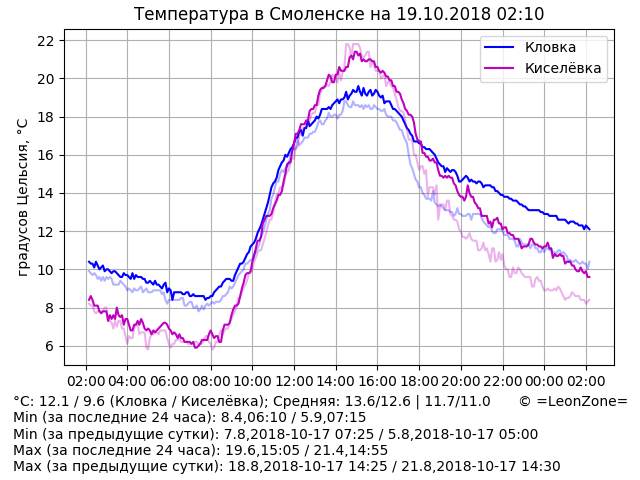 Температура в Смоленске на 19.10.2018 02:10
градусов Цельсия, °C
22
20
18
16
14
12
10
8
6
Кловка
Киселёвка
02:00 04:00 06:00 08:00 10:00 12:00 14:00 16:00 18:00 20:00 22:00 00:00 02:00
°C: 12.1 / 9.6 (Кловка / Киселёвка); Средняя: 13.6/12.6 | 11.7/11.0 © =LeonZone=
Min (за последние 24 часа): 8.4,06:10 / 5.9,07:15
Min (за предыдущие сутки): 7.8,2018-10-17 07:25 / 5.8,2018-10-17 05:00
Max (за последние 24 часа): 19.6,15:05 / 21.4,14:55
Max (за предыдущие сутки): 18.8,2018-10-17 14:25 / 21.8,2018-10-17 14:30